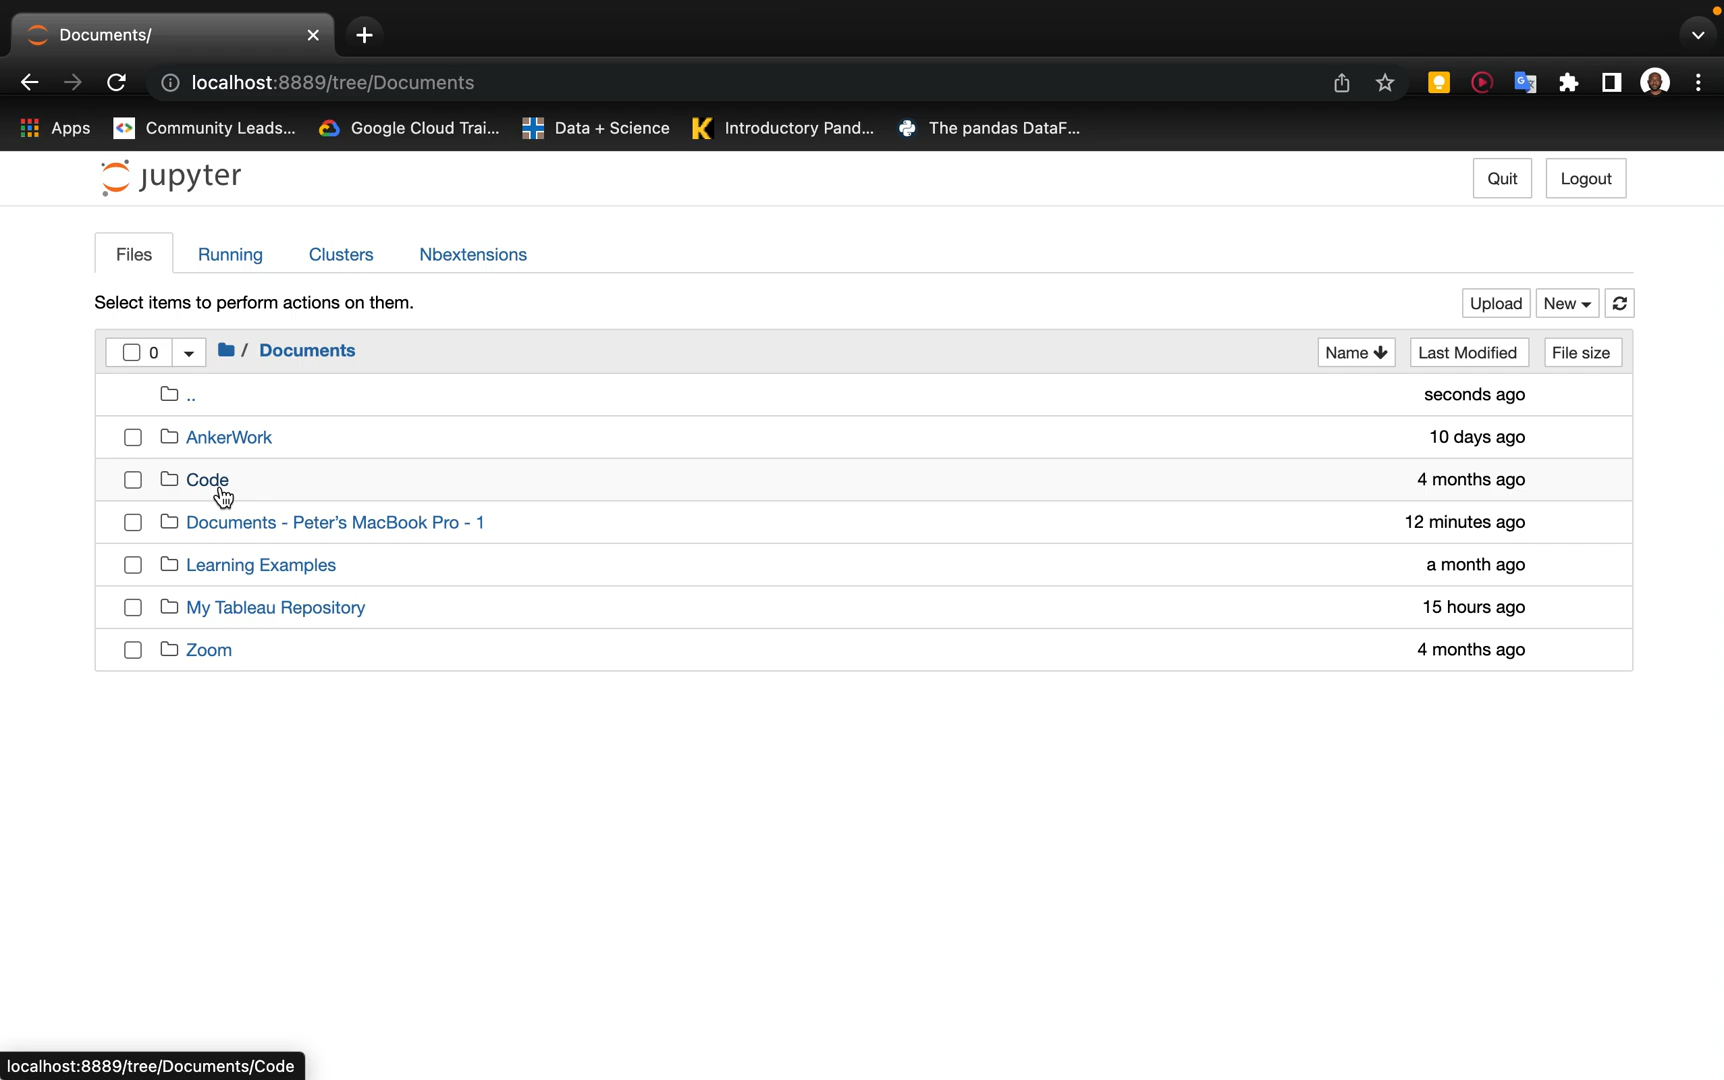 Documents/
localhost:8889/tree/Documents
Apps Community Leads... Google Cloud Trai... Data + Science Introductory Pand... The pandas DataF...
jupyter Quit Logout
Files Running Clusters Nbextensions
Select items to perform actions on them. Upload New
0 / Documents Name Last Modified File size
.. seconds ago
AnkerWork 10 days ago
Code 4 months ago
Documents - Peter’s MacBook Pro - 1 12 minutes ago
Learning Examples a month ago
My Tableau Repository 15 hours ago
Zoom 4 months ago
localhost:8889/tree/Documents/Code